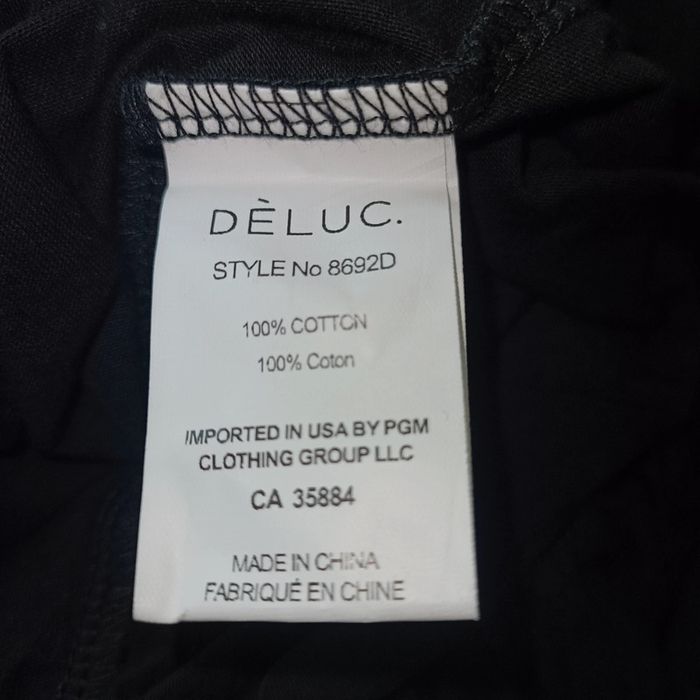 DÈLUC.
STYLE No 8692D
100% COTTON
100% Coton
IMPORTED IN USA BY PGM
CLOTHING GROUP LLC
CA 35884
MADE IN CHINA
FABRIQUÉ EN CHINE